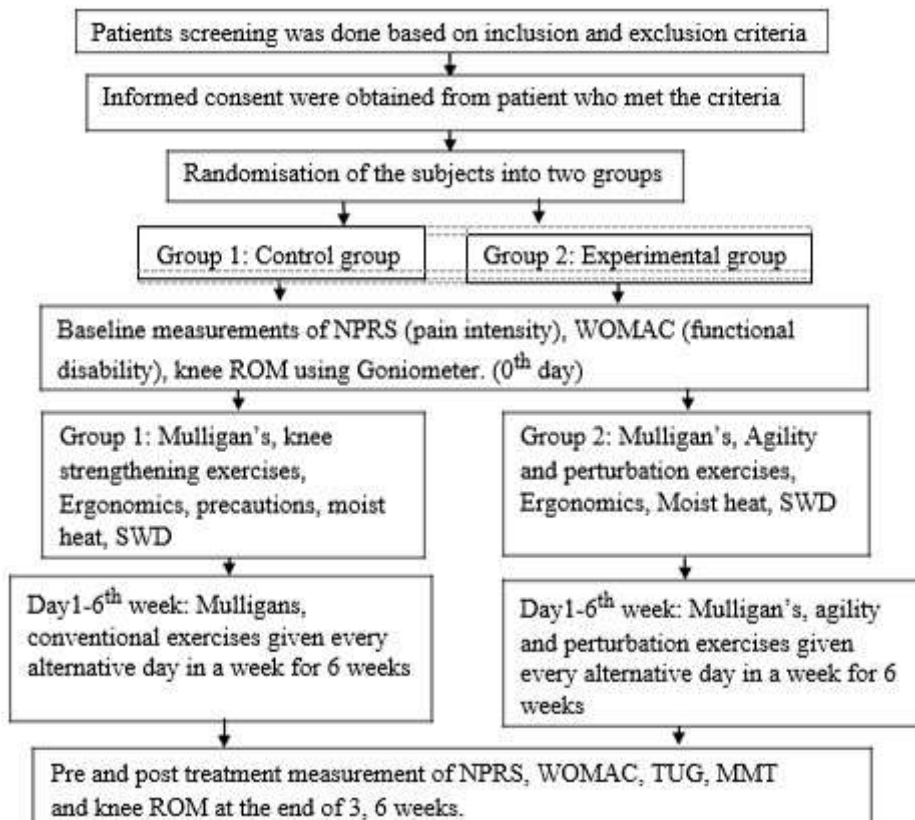 Patients screening was done based on inclusion and exclusion criteria
Informed consent were obtained from patient who met the criteria
Randomisation of the subjects into two groups
Group 1: Control group
Group 2: Experimental group
Baseline measurements of NPRS (pain intensity), WOMAC (functional
disability), knee ROM using Goniometer. (0th day)
Group 1: Mulligan's, knee
strengthening exercises,
Ergonomics, precautions, moist
heat, SWD
Group 2: Mulligan's, Agility
and perturbation exercises,
Ergonomics, Moist heat, SWD
Day1-6th week: Mulligans,
conventional exercises given every
alternative day in a week for 6 weeks
Day1-6th week: Mulligan's, agility
and perturbation exercises given
every alternative day in a week for 6
weeks
Pre and post treatment measurement of NPRS, WOMAC, TUG, MMT
and knee ROM at the end of 3, 6 weeks.